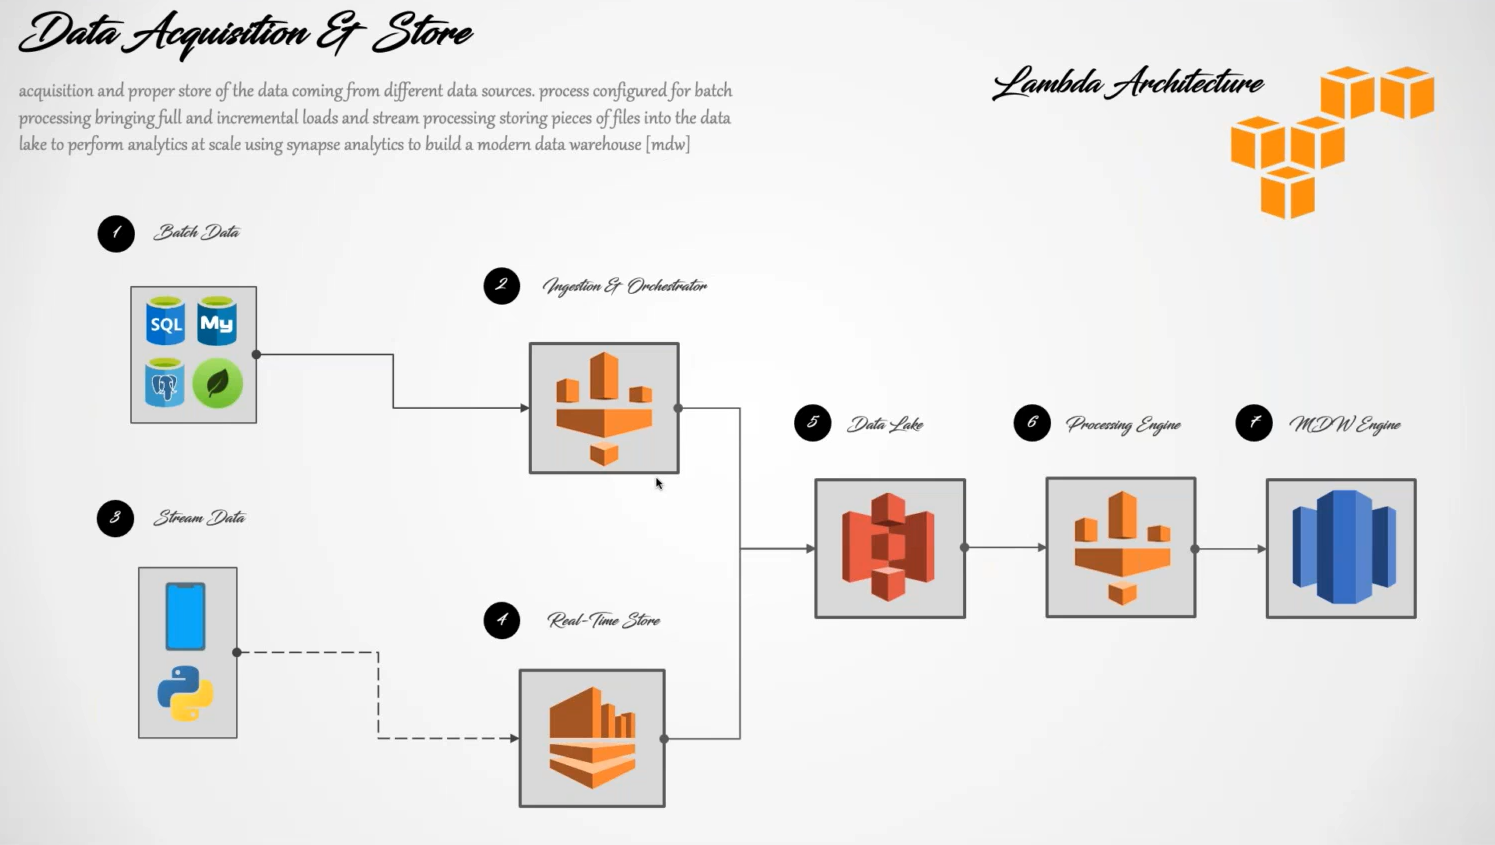 Data Acquisition & Store
acquisition and proper store of the data coming from different data sources. process configured for batch
processing bringing full and incremental loads and stream processing storing pieces of files into the data
lake to perform analytics at scale using synapse analytics to build a modern data warehouse [mdw]
Lambda Architecture
1 Batch Data
SQL My
2 Ingestion & Orchestrator
3 Stream Data
4 Real-Time Store
5 Data Lake
6 Processing Engine
7 MDW Engine